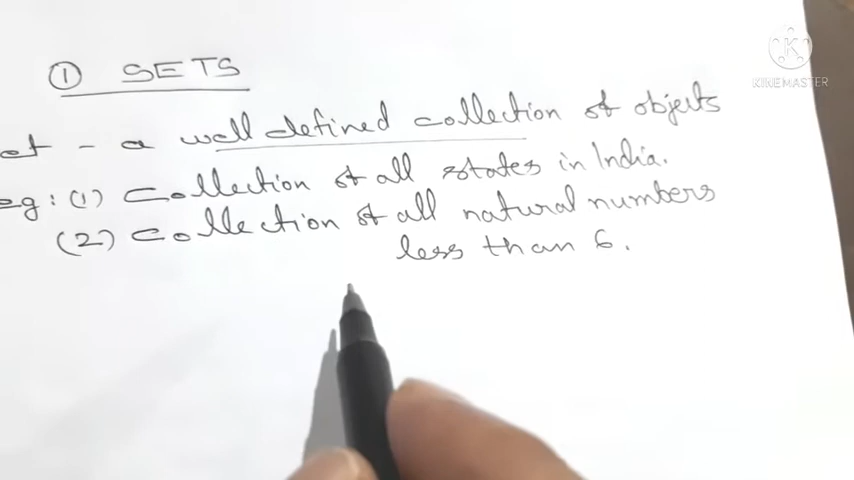 ① SETS
et - a well defined collection of objects
eg: (1) Collection of all states in India.
(2) Collection of all natural numbers
less than 6.
KINEMASTER